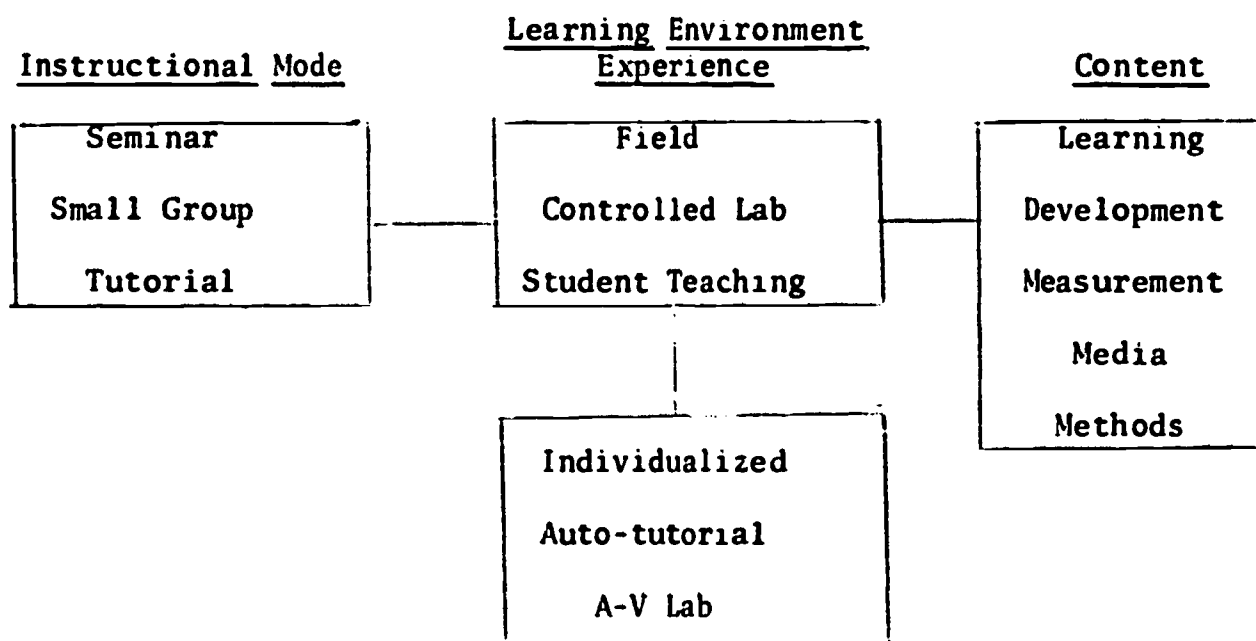 Instructional Mode
Learning Environment
Experience
Content
Seminar
Small Group
Tutorial
Field
Controlled Lab
Student Teaching
Learning
Development
Measurement
Media
Methods
Individualized
Auto-tutorial
A-V Lab